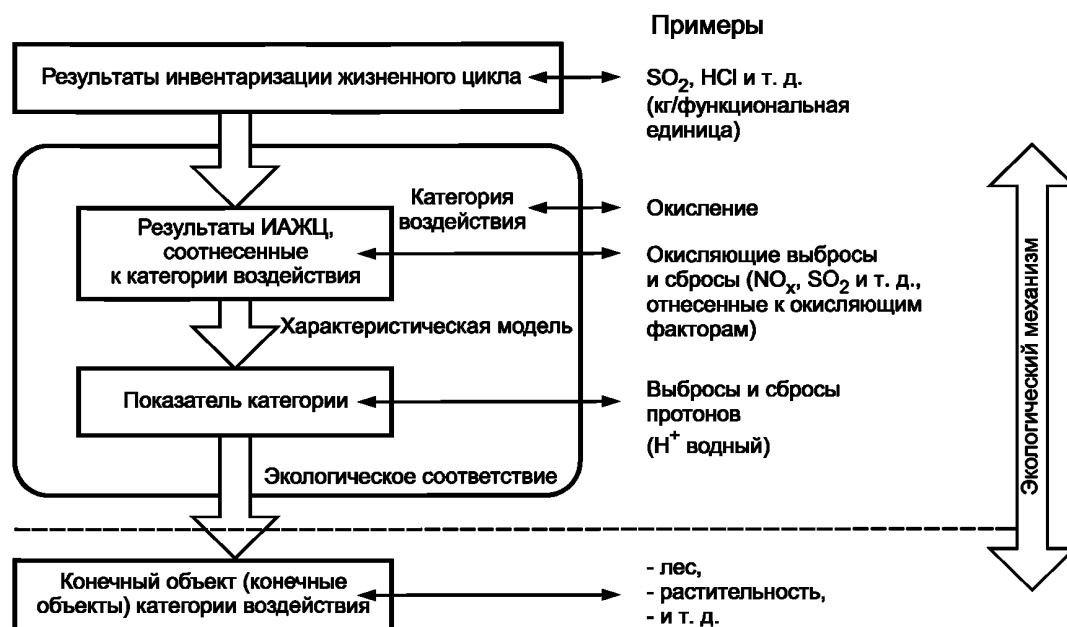 Примеры
Результаты инвентаризации жизненного цикла
SO2, HCl и т. д.
(кг/функциональная
единица)
Категория
воздействия
Окисление
Результаты ИАЖЦ,
соотнесенные
к категории воздействия
Окисляющие выбросы
и сбросы (NOx, SO2 и т. д.,
отнесенные к окисляющим
факторам)
Характеристическая модель
Показатель категории
Выбросы и сбросы
протонов
(H+ водный)
Экологическое соответствие
Экологический механизм
Конечный объект (конечные
объекты) категории воздействия
- лес,
- растительность,
- и т. д.